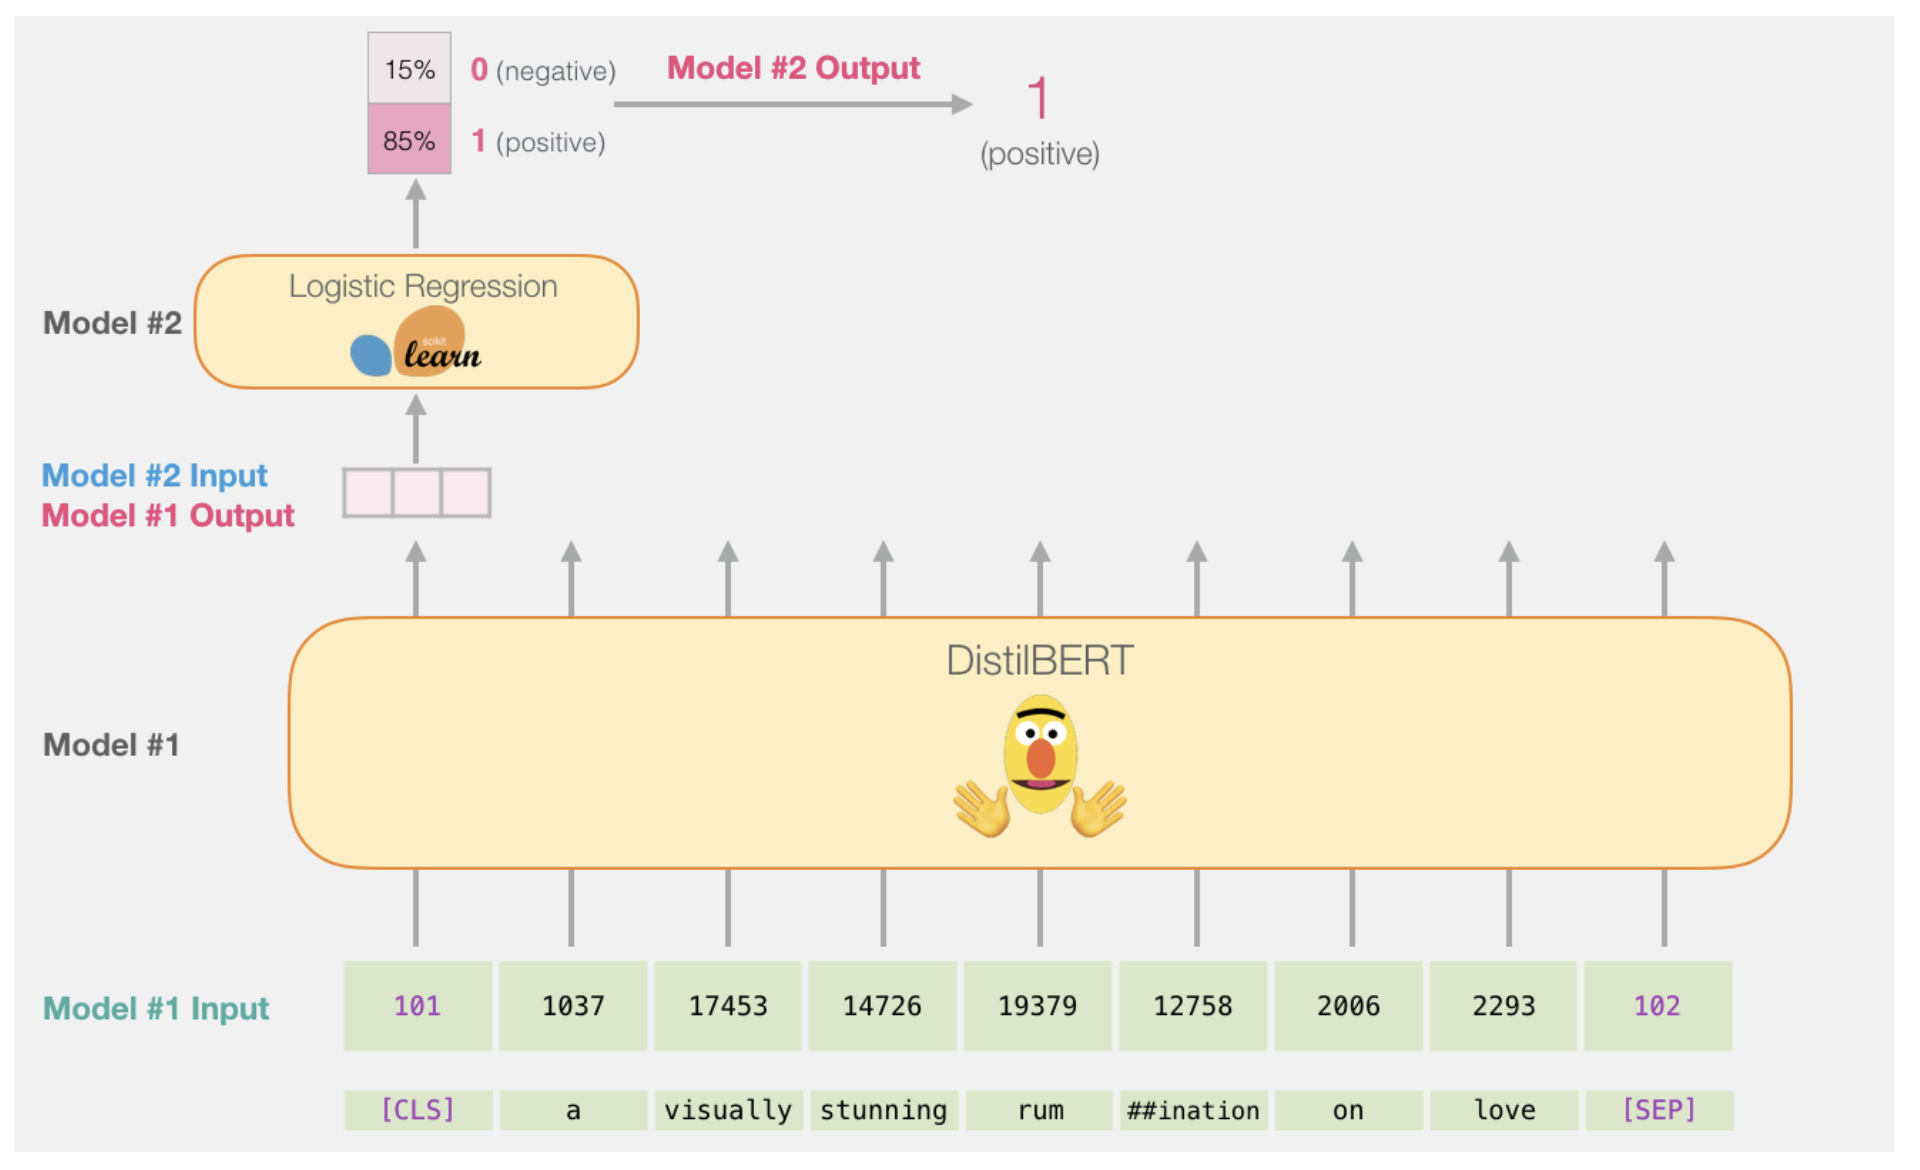 15%
0 (negative)
Model #2 Output
1
85%
1 (positive)
(positive)
Logistic Regression
Model #2
scikit
learn
Model #2 Input
Model #1 Output
DistilBERT
Model #1
Model #1 Input
101 1037 17453 14726 19379 12758 2006 2293 102
[CLS] a visually stunning rum ##ination on love [SEP]